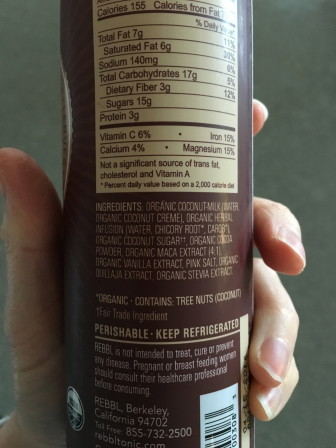 Calories 155 Calories from Fat
% Daily Value*
Total Fat 7g 11%
Saturated Fat 6g 30%
Sodium 140mg 6%
Total Carbohydrates 17g 5%
Dietary Fiber 3g 12%
Sugars 15g
Protein 3g
Vitamin C 6% • Iron 15%
Calcium 4% • Magnesium 15%
Not a significant source of trans fat,
cholesterol and Vitamin A
* Percent daily value based on a 2,000 calorie diet
INGREDIENTS: ORGANIC COCONUT-MILK (WATER,
ORGANIC COCONUT CREME), ORGANIC HERBAL
INFUSION (WATER, CHICORY ROOT*,
ORGANIC COCONUT SUGAR†*, ORGANIC COCOA
POWDER, ORGANIC MACA EXTRACT (4:1),
ORGANIC VANILLA EXTRACT, PINK SALT, ORGANIC
QUILLAJA EXTRACT, ORGANIC STEVIA EXTRACT.
*ORGANIC • CONTAINS: TREE NUTS (COCONUT)
†Fair Trade Ingredient
PERISHABLE • KEEP REFRIGERATED
REBBL is not intended to treat, cure or prevent
any disease. Pregnant or breast feeding women
should consult their healthcare professional
before consuming.
REBBL, Berkeley,
California 94702
Toll Free: 855-732-2500
rebbltonic.com